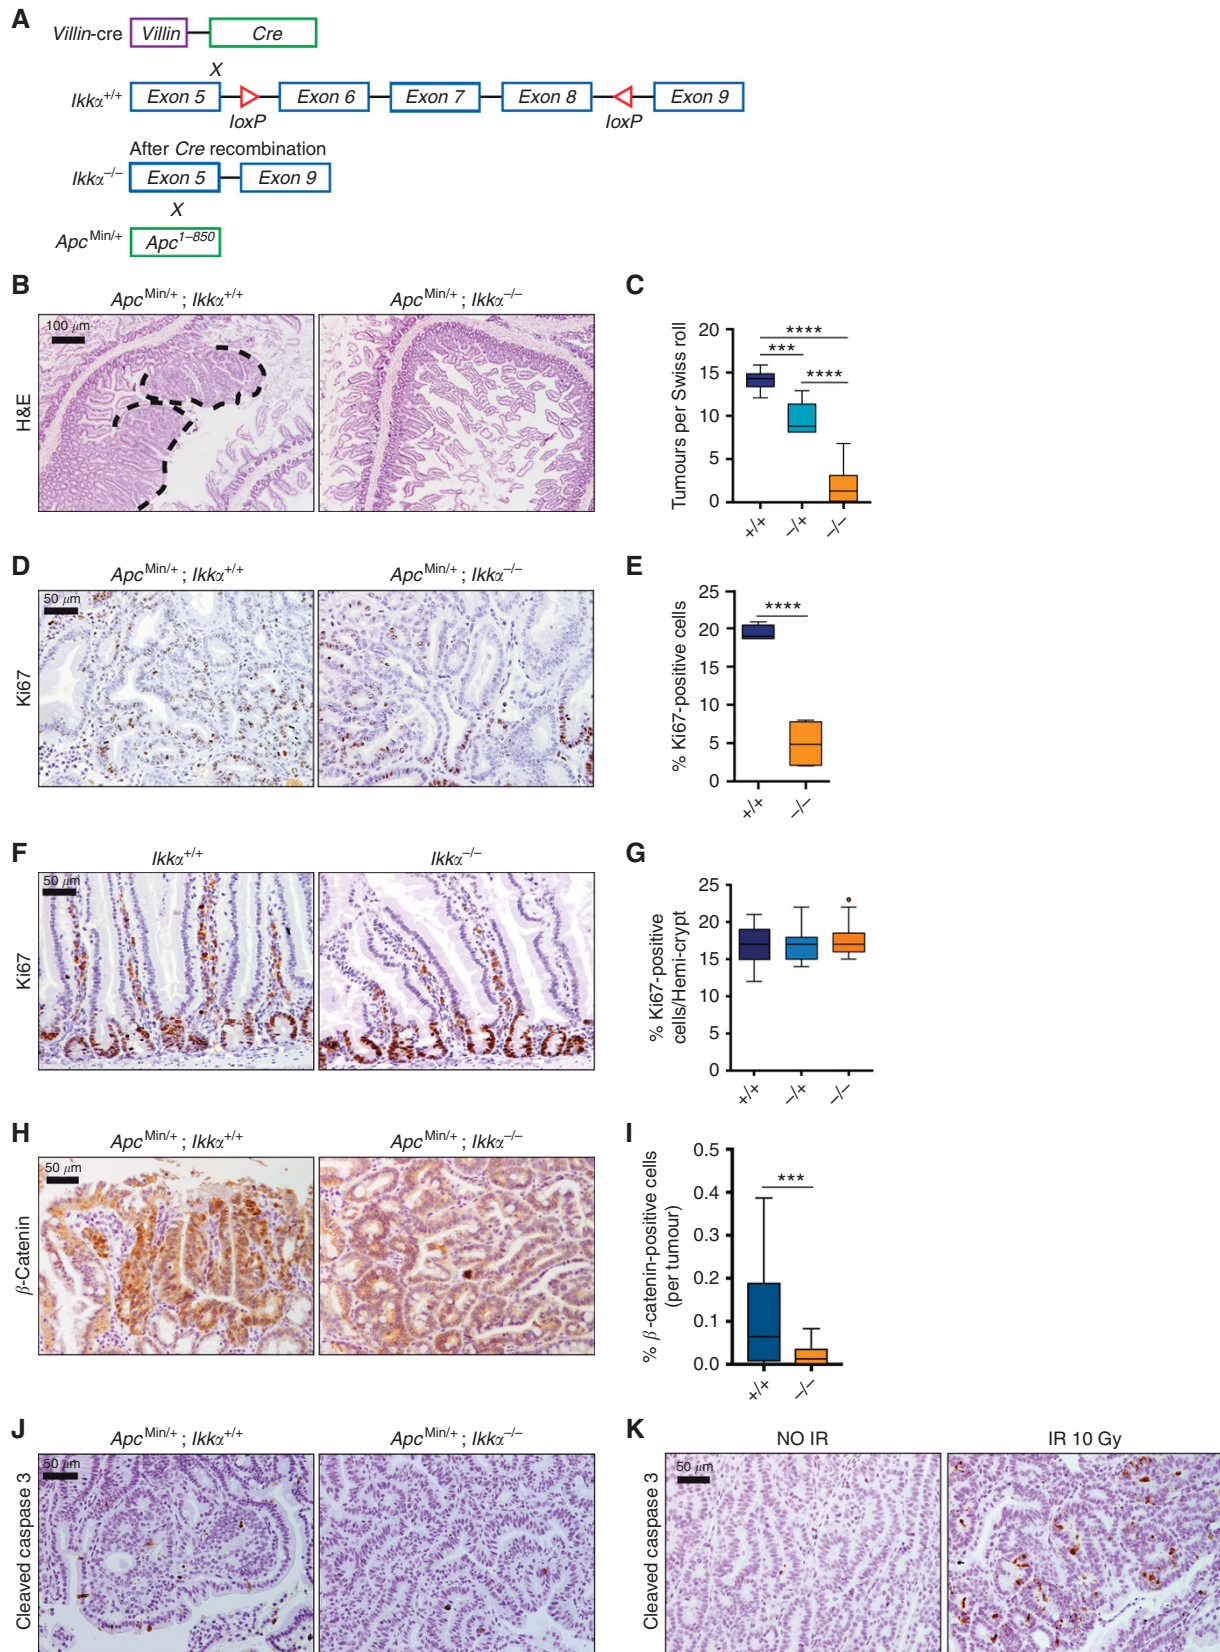 A
Villin-cre Villin Cre
X
Ikkα+/+ Exon 5 Exon 6 Exon 7 Exon 8 Exon 9
loxP loxP
After Cre recombination
Ikkα−/− Exon 5 Exon 9
X
ApcMin/+ Apc1–850
B
ApcMin/+ ; Ikkα+/+ ApcMin/+ ; Ikkα−/−
100 μm
H&E
C
Tumours per Swiss roll
20
15
10
5
0
****
***
****
+/+ −/+ −/−
D
ApcMin/+ ; Ikkα+/+ ApcMin/+ ; Ikkα−/−
50 μm
Ki67
E
% Ki67-positive cells
25
20
15
10
5
0
****
+/+ −/−
F
Ikkα+/+ Ikkα−/−
50 μm
Ki67
G
% Ki67-positive
cells/Hemi-crypt
25
20
15
10
5
0
+/+ −/+ −/−
H
ApcMin/+ ; Ikkα+/+ ApcMin/+ ; Ikkα−/−
50 μm
β-Catenin
I
% β-catenin-positive cells
(per tumour)
0.5
0.4
0.3
0.2
0.1
0.0
***
+/+ −/−
J
ApcMin/+ ; Ikkα+/+ ApcMin/+ ; Ikkα−/−
50 μm
Cleaved caspase 3
K
NO IR IR 10 Gy
50 μm
Cleaved caspase 3